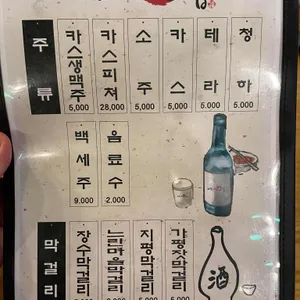 주류
카스생맥주 5,000
카스피쳐 28,000
소주 5,000
카스 5,000
테라 5,000
청하 5,000
백세주 9,000
음료수 2,000
막걸리
장수막걸리
느린마을막걸리
지평막걸리
가평잣막걸리
酒